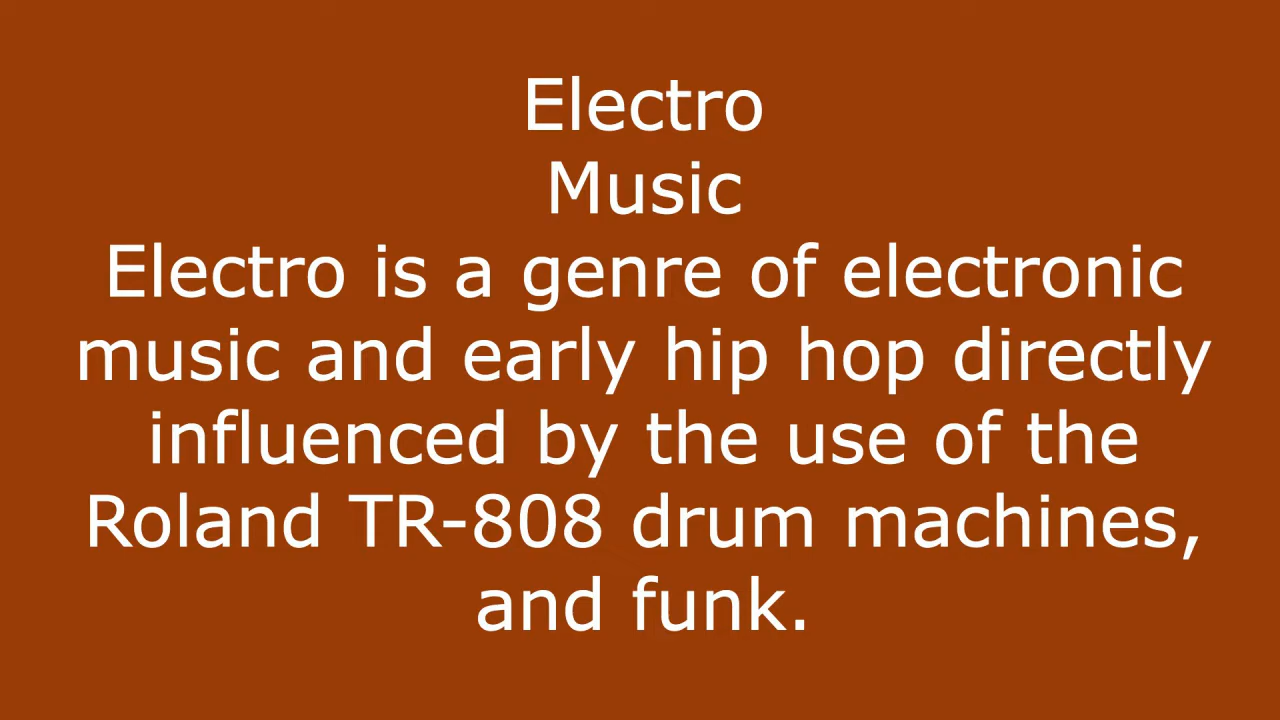 Electro
Music
Electro is a genre of electronic
music and early hip hop directly
influenced by the use of the
Roland TR-808 drum machines,
and funk.